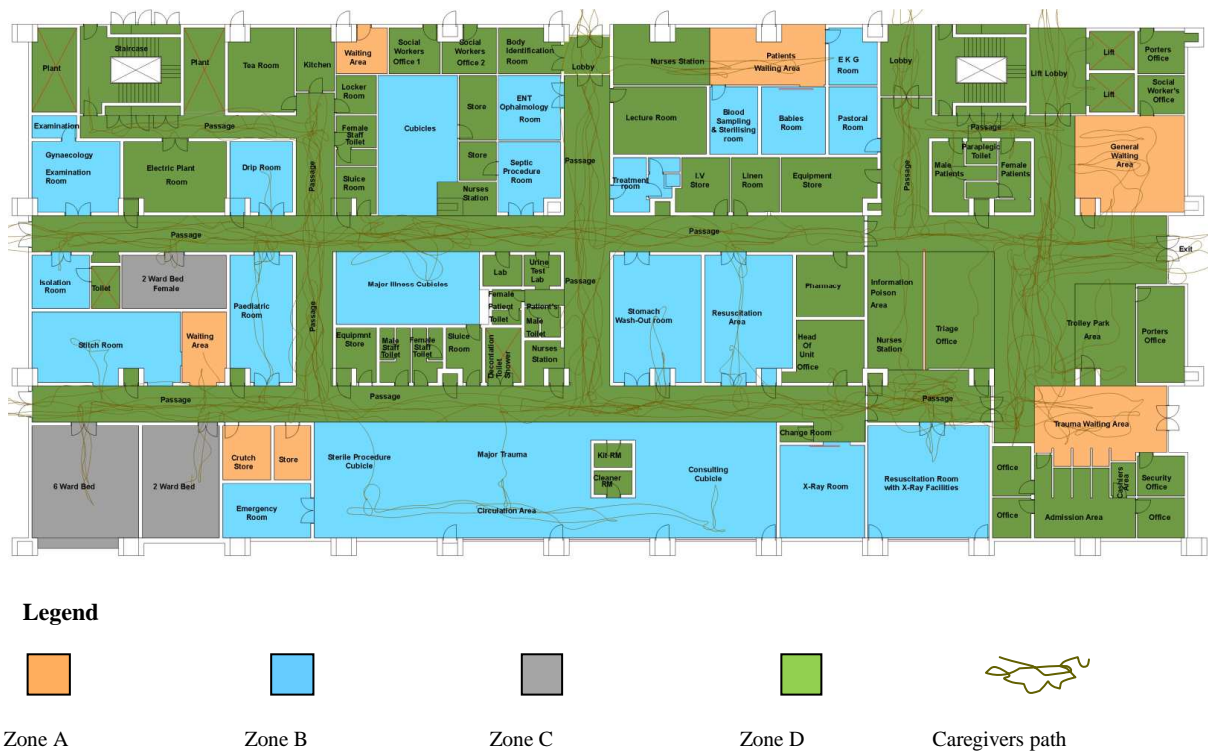 Plant
Staircase
Plant
Tea Room
Kitchen
Waiting
Area
Social
Workers
Office 1
Social
Workers
Office 2
Body
Identification
Room
Lobby
Nurses Station
Patients
Waiting Area
E K G
Room
Lobby
Lift Lobby
Lift
Lift
Porters
Office
Social
Worker's
Office
Locker
Room
Female
Staff
Toilet
Sluice
Room
Cubicles
Store
Store
Nurses
Station
ENT
Ophalmology
Room
Septic
Procedure
Room
Passage
Lecture Room
Blood
Sampling
& Sterilising
room
Babies
Room
Pastoral
Room
Treatment
room
I.V
Store
Linen
Room
Equipment
Store
Passage
Passage
Paraplegic
Toilet
Male
Patients
Female
Patients
General
Waiting
Area
Examination
Passage
Gynaecology
Examination
Room
Electric Plant
Room
Drip Room
Passage
Passage
Passage
Exit
Isolation
Room
Toilet
2 Ward Bed
Female
Paediatric
Room
Passage
Major Illness Cubicles
Lab
Urine
Test
Lab
Female
Patient
Toilet
Patient's
Male
Toilet
Passage
Stomach
Wash-Out room
Resuscitation
Area
Pharmacy
Information
Poison
Area
Nurses
Station
Triage
Office
Trolley Park
Area
Porters
Office
Stitch Room
Waiting
Area
Equipmnt
Store
Male
Staff
Toilet
Female
Staff
Toilet
Sluice
Room
Decontation
Toilet
Shower
Nurses
Station
Head
Of
Unit
Office
Passage
Passage
Passage
Trauma Waiting Area
6 Ward Bed
2 Ward Bed
Crutch
Store
Store
Emergency
Room
Sterile Procedure
Cubicle
Major Trauma
Kit RM
Cleaner
RM
Consulting
Cubicle
Circulation Area
Change Room
X-Ray Room
Resuscitation Room
with X-Ray Facilities
Office
Office
Cashiers
Area
Admission Area
Security
Office
Office
Legend
Zone A
Zone B
Zone C
Zone D
Caregivers path